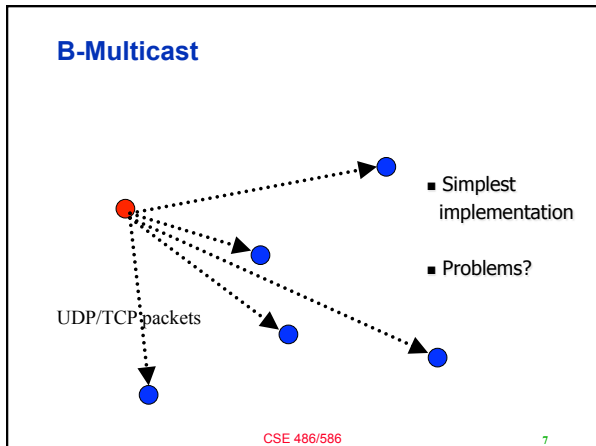 B-Multicast
▪ Simplest
implementation
▪ Problems?
UDP/TCP packets
CSE 486/586
7